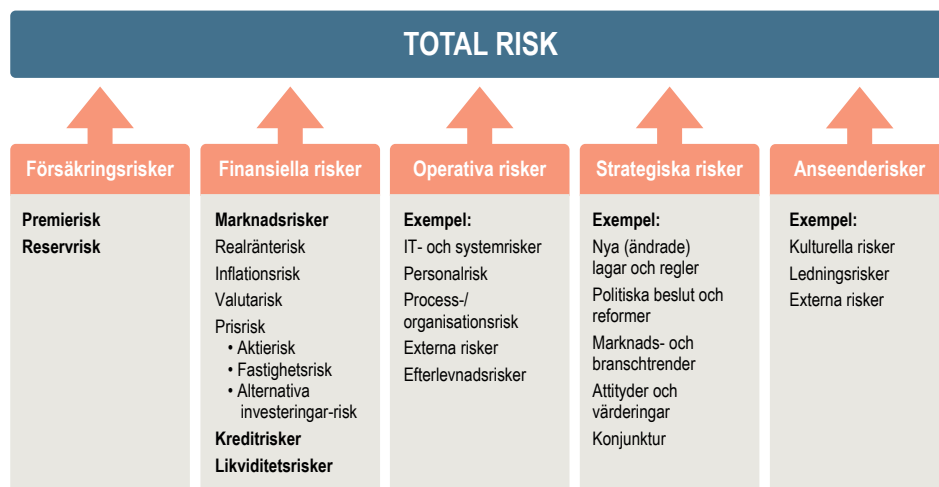 TOTAL RISK
Försäkringsrisker
Premierisk
Reservrisk
Finansiella risker
Marknadsrisker
Realränterisk
Inflationsrisk
Valutarisk
Prisrisk
• Aktierisk
• Fastighetsrisk
• Alternativa
investeringar-risk
Kreditrisker
Likviditetsrisker
Operativa risker
Exempel:
IT- och systemrisker
Personalrisk
Process-/
organisationsrisk
Externa risker
Efterlevnadsrisker
Strategiska risker
Exempel:
Nya (ändrade)
lagar och regler
Politiska beslut och
reformer
Marknads- och
branschtrender
Attityder och
värderingar
Konjunktur
Anseenderisker
Exempel:
Kulturella risker
Ledningsrisker
Externa risker